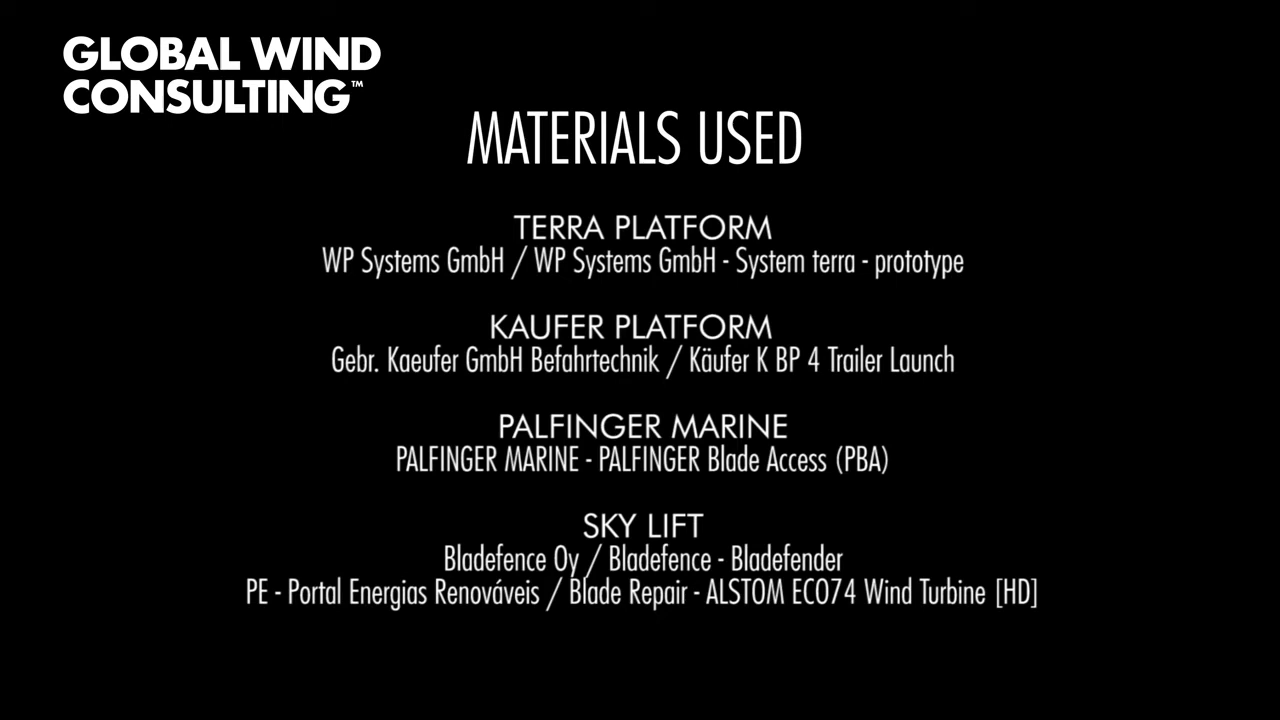 GLOBAL WIND
CONSULTING™
MATERIALS USED
TERRA PLATFORM
WP Systems GmbH / WP Systems GmbH - System terra - prototype
KAUFER PLATFORM
Gebr. Kaeufer GmbH Befahrtechnik / Käufer K BP 4 Trailer Launch
PALFINGER MARINE
PALFINGER MARINE - PALFINGER Blade Access (PBA)
SKY LIFT
Bladefence Oy / Bladefence - Bladefender
PE - Portal Energias Renováveis / Blade Repair - ALSTOM ECO74 Wind Turbine [HD]